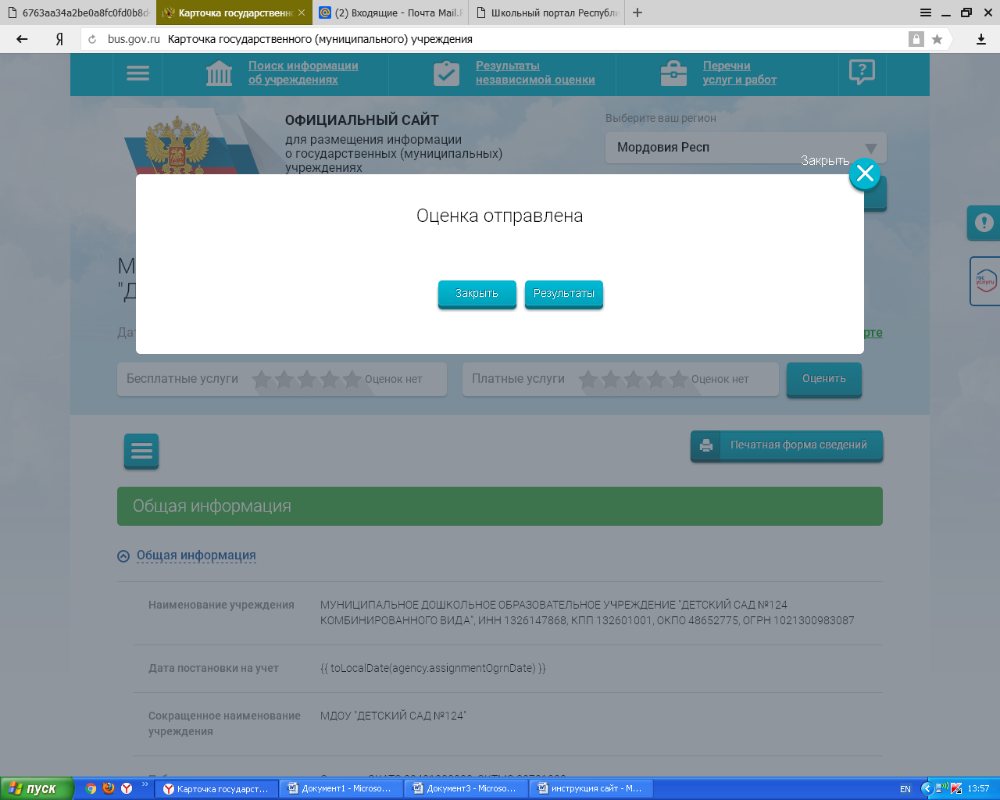 6763aa34a2be0a8fc0fd0b8d
Карточка государственн
(2) Входящие - Почта Mail.R
Школьный портал Республи
Я
bus.gov.ru Карточка государственного (муниципального) учреждения
Поиск информации
об учреждениях
Результаты
независимой оценки
Перечни
услуг и работ
ОФИЦИАЛЬНЫЙ САЙТ
для размещения информации
о государственных (муниципальных)
учреждениях
Выберите ваш регион
Мордовия Респ
Закрыть
Оценка отправлена
Закрыть
Результаты
гос
услуги
М
"Д
Дат
рте
Бесплатные услуги
Оценок нет
Платные услуги
Оценок нет
Оценить
Печатная форма сведений
Общая информация
Общая информация
Наименование учреждения
МУНИЦИПАЛЬНОЕ ДОШКОЛЬНОЕ ОБРАЗОВАТЕЛЬНОЕ УЧРЕЖДЕНИЕ "ДЕТСКИЙ САД №124
КОМБИНИРОВАННОГО ВИДА", ИНН 1326147868, КПП 132601001, ОКПО 48652775, ОГРН 1021300983087
Дата постановки на учет
{{ toLocalDate(agency.assignmentOgrnDate) }}
Сокращенное наименование
учреждения
МДОУ "ДЕТСКИЙ САД №124"
пуск
Карточка государст...
Документ1 - Microso...
Документ3 - Microso...
инструкция сайт - M...
EN
13:57